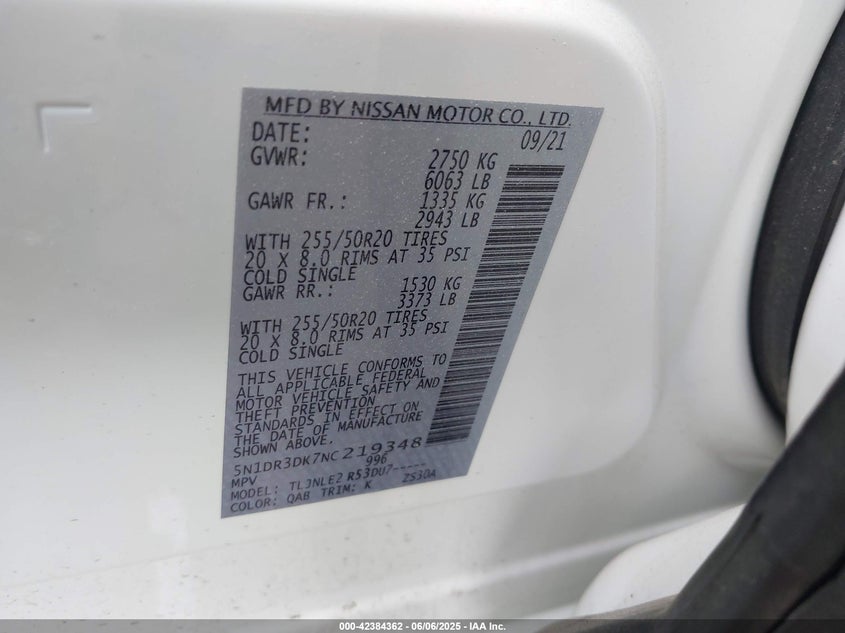 MFD BY NISSAN MOTOR CO., LTD.
DATE: 09/21
GVWR: 2750 KG
6063 LB
GAWR FR.: 1335 KG
2943 LB
WITH 255/50R20 TIRES
20 X 8.0 RIMS AT 35 PSI
COLD SINGLE
GAWR RR.: 1530 KG
3373 LB
WITH 255/50R20 TIRES
20 X 8.0 RIMS AT 35 PSI
COLD SINGLE
THIS VEHICLE CONFORMS TO
ALL APPLICABLE FEDERAL
MOTOR VEHICLE SAFETY AND
THEFT PREVENTION
STANDARDS IN EFFECT ON
THE DATE OF MANUFACTURE
SHOWN ABOVE.
5N1DR3DK7NC219348
MPV 996
MODEL: TL3NLE2 R53DU7-----
COLOR: QAB TRIM: K ZS30A
000-42384362 - 06/06/2025 - IAA Inc.